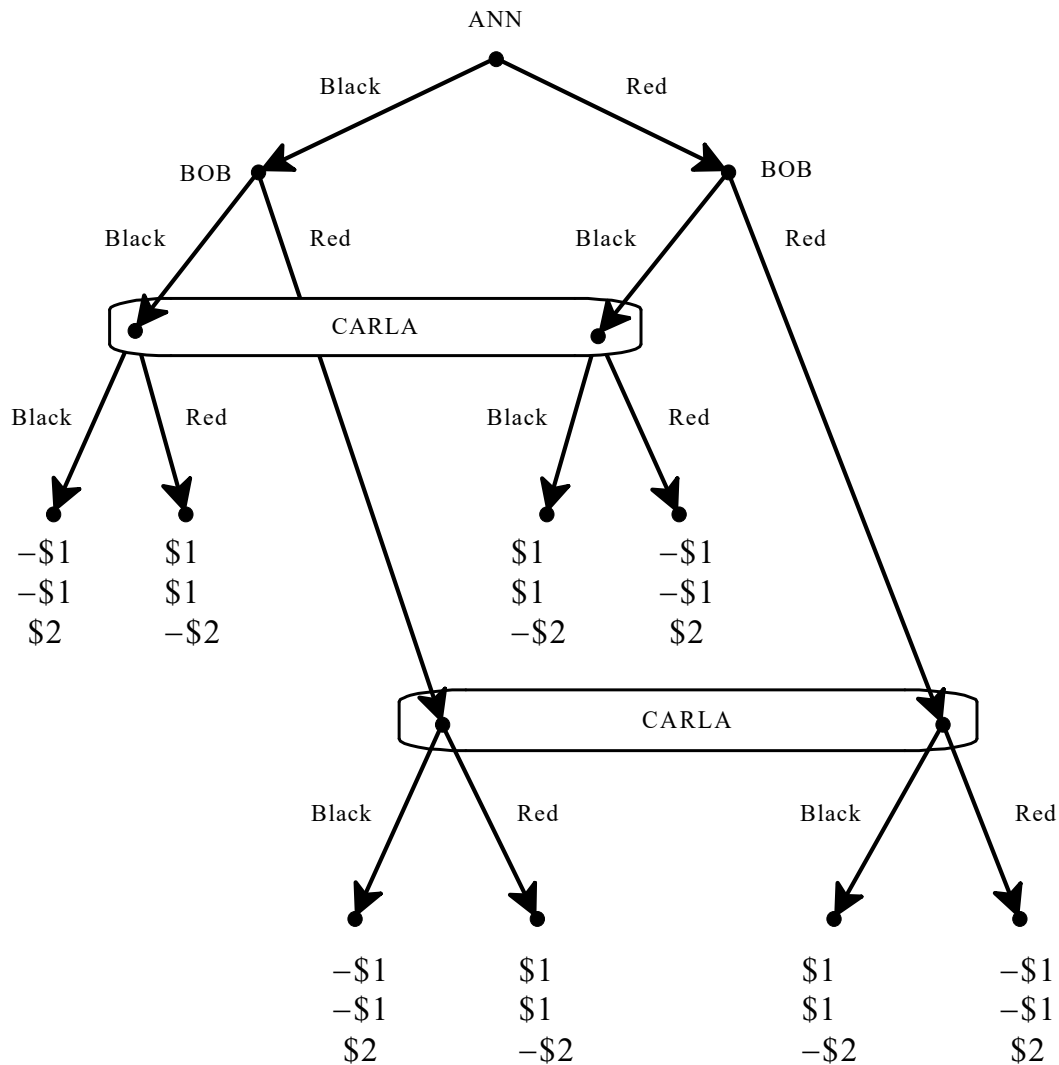 ANN
Black Red
BOB BOB
Black Red Black Red
CARLA
Black Red Black Red
–$1 $1 $1 –$1
–$1 $1 $1 –$1
$2 –$2 –$2 $2
CARLA
Black Red Black Red
–$1 $1 $1 –$1
–$1 $1 $1 –$1
$2 –$2 –$2 $2